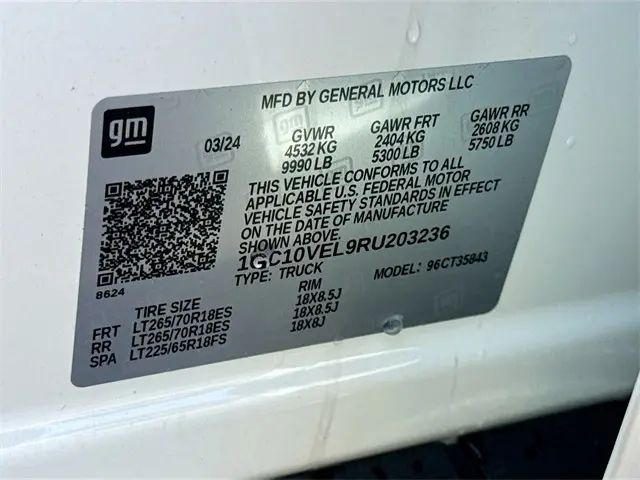 MFD BY GENERAL MOTORS LLC
gm
03/24
GVWR GAWR FRT GAWR RR
4532 KG 2404 KG 2608 KG
9990 LB 5300 LB 5750 LB
THIS VEHICLE CONFORMS TO ALL
APPLICABLE U.S. FEDERAL MOTOR
VEHICLE SAFETY STANDARDS IN EFFECT
ON THE DATE OF MANUFACTURE
SHOWN ABOVE.
1GC10VEL9RU203236
TYPE: TRUCK MODEL: 96CT35843
8624
TIRE SIZE RIM
FRT LT265/70R18ES 18X8.5J
RR LT265/70R18ES 18X8.5J
SPA LT225/65R18FS 18X8J